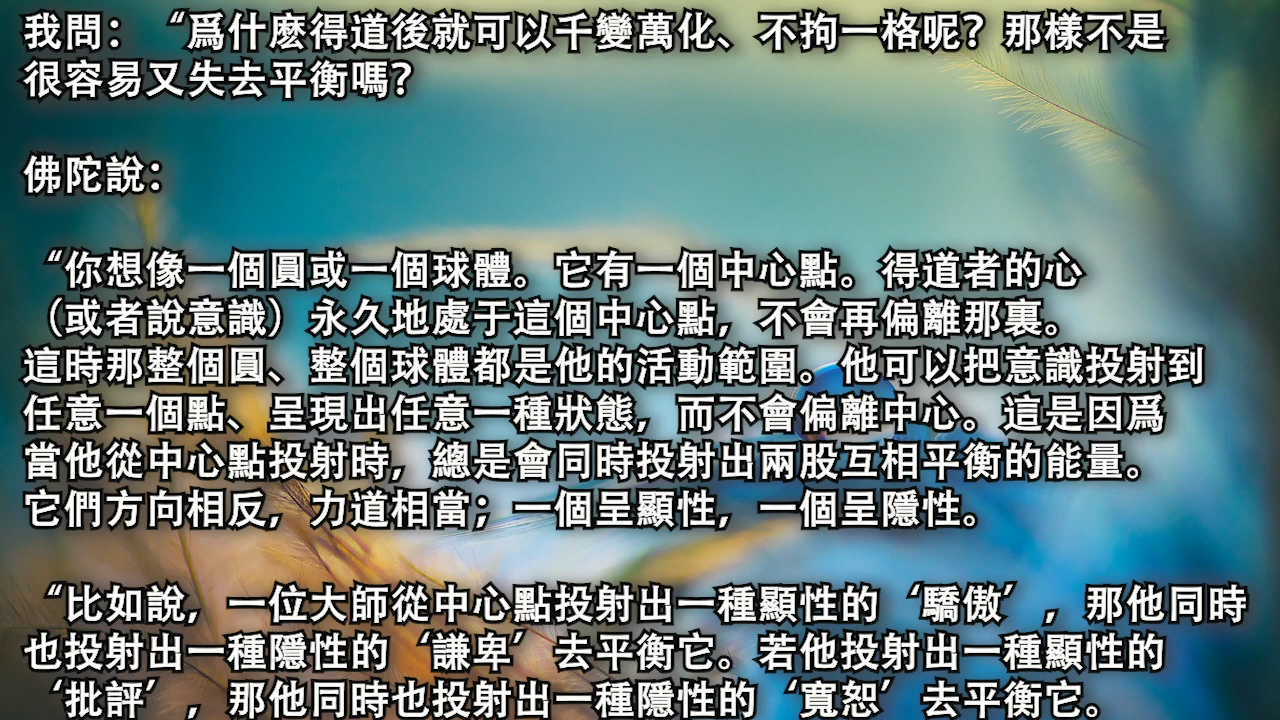 我問：〝爲什麽得道後就可以千變萬化、不拘一格呢？那樣不是
很容易又失去平衡嗎？
佛陀說：
〝你想像一個圓或一個球體。它有一個中心點。得道者的心
（或者說意識）永久地處于這個中心點，不會再偏離那裏。
這時那整個圓、整個球體都是他的活動範圍。他可以把意識投射到
任意一個點、呈現出任意一種狀態，而不會偏離中心。這是因爲
當他從中心點投射時，總是會同時投射出兩股互相平衡的能量。
它們方向相反，力道相當；一個呈顯性，一個呈隱性。
〝比如說，一位大師從中心點投射出一種顯性的‘驕傲’，那他同時
也投射出一種隱性的‘謙卑’去平衡它。若他投射出一種顯性的
‘批評’，那他同時也投射出一種隱性的‘寬恕’去平衡它。